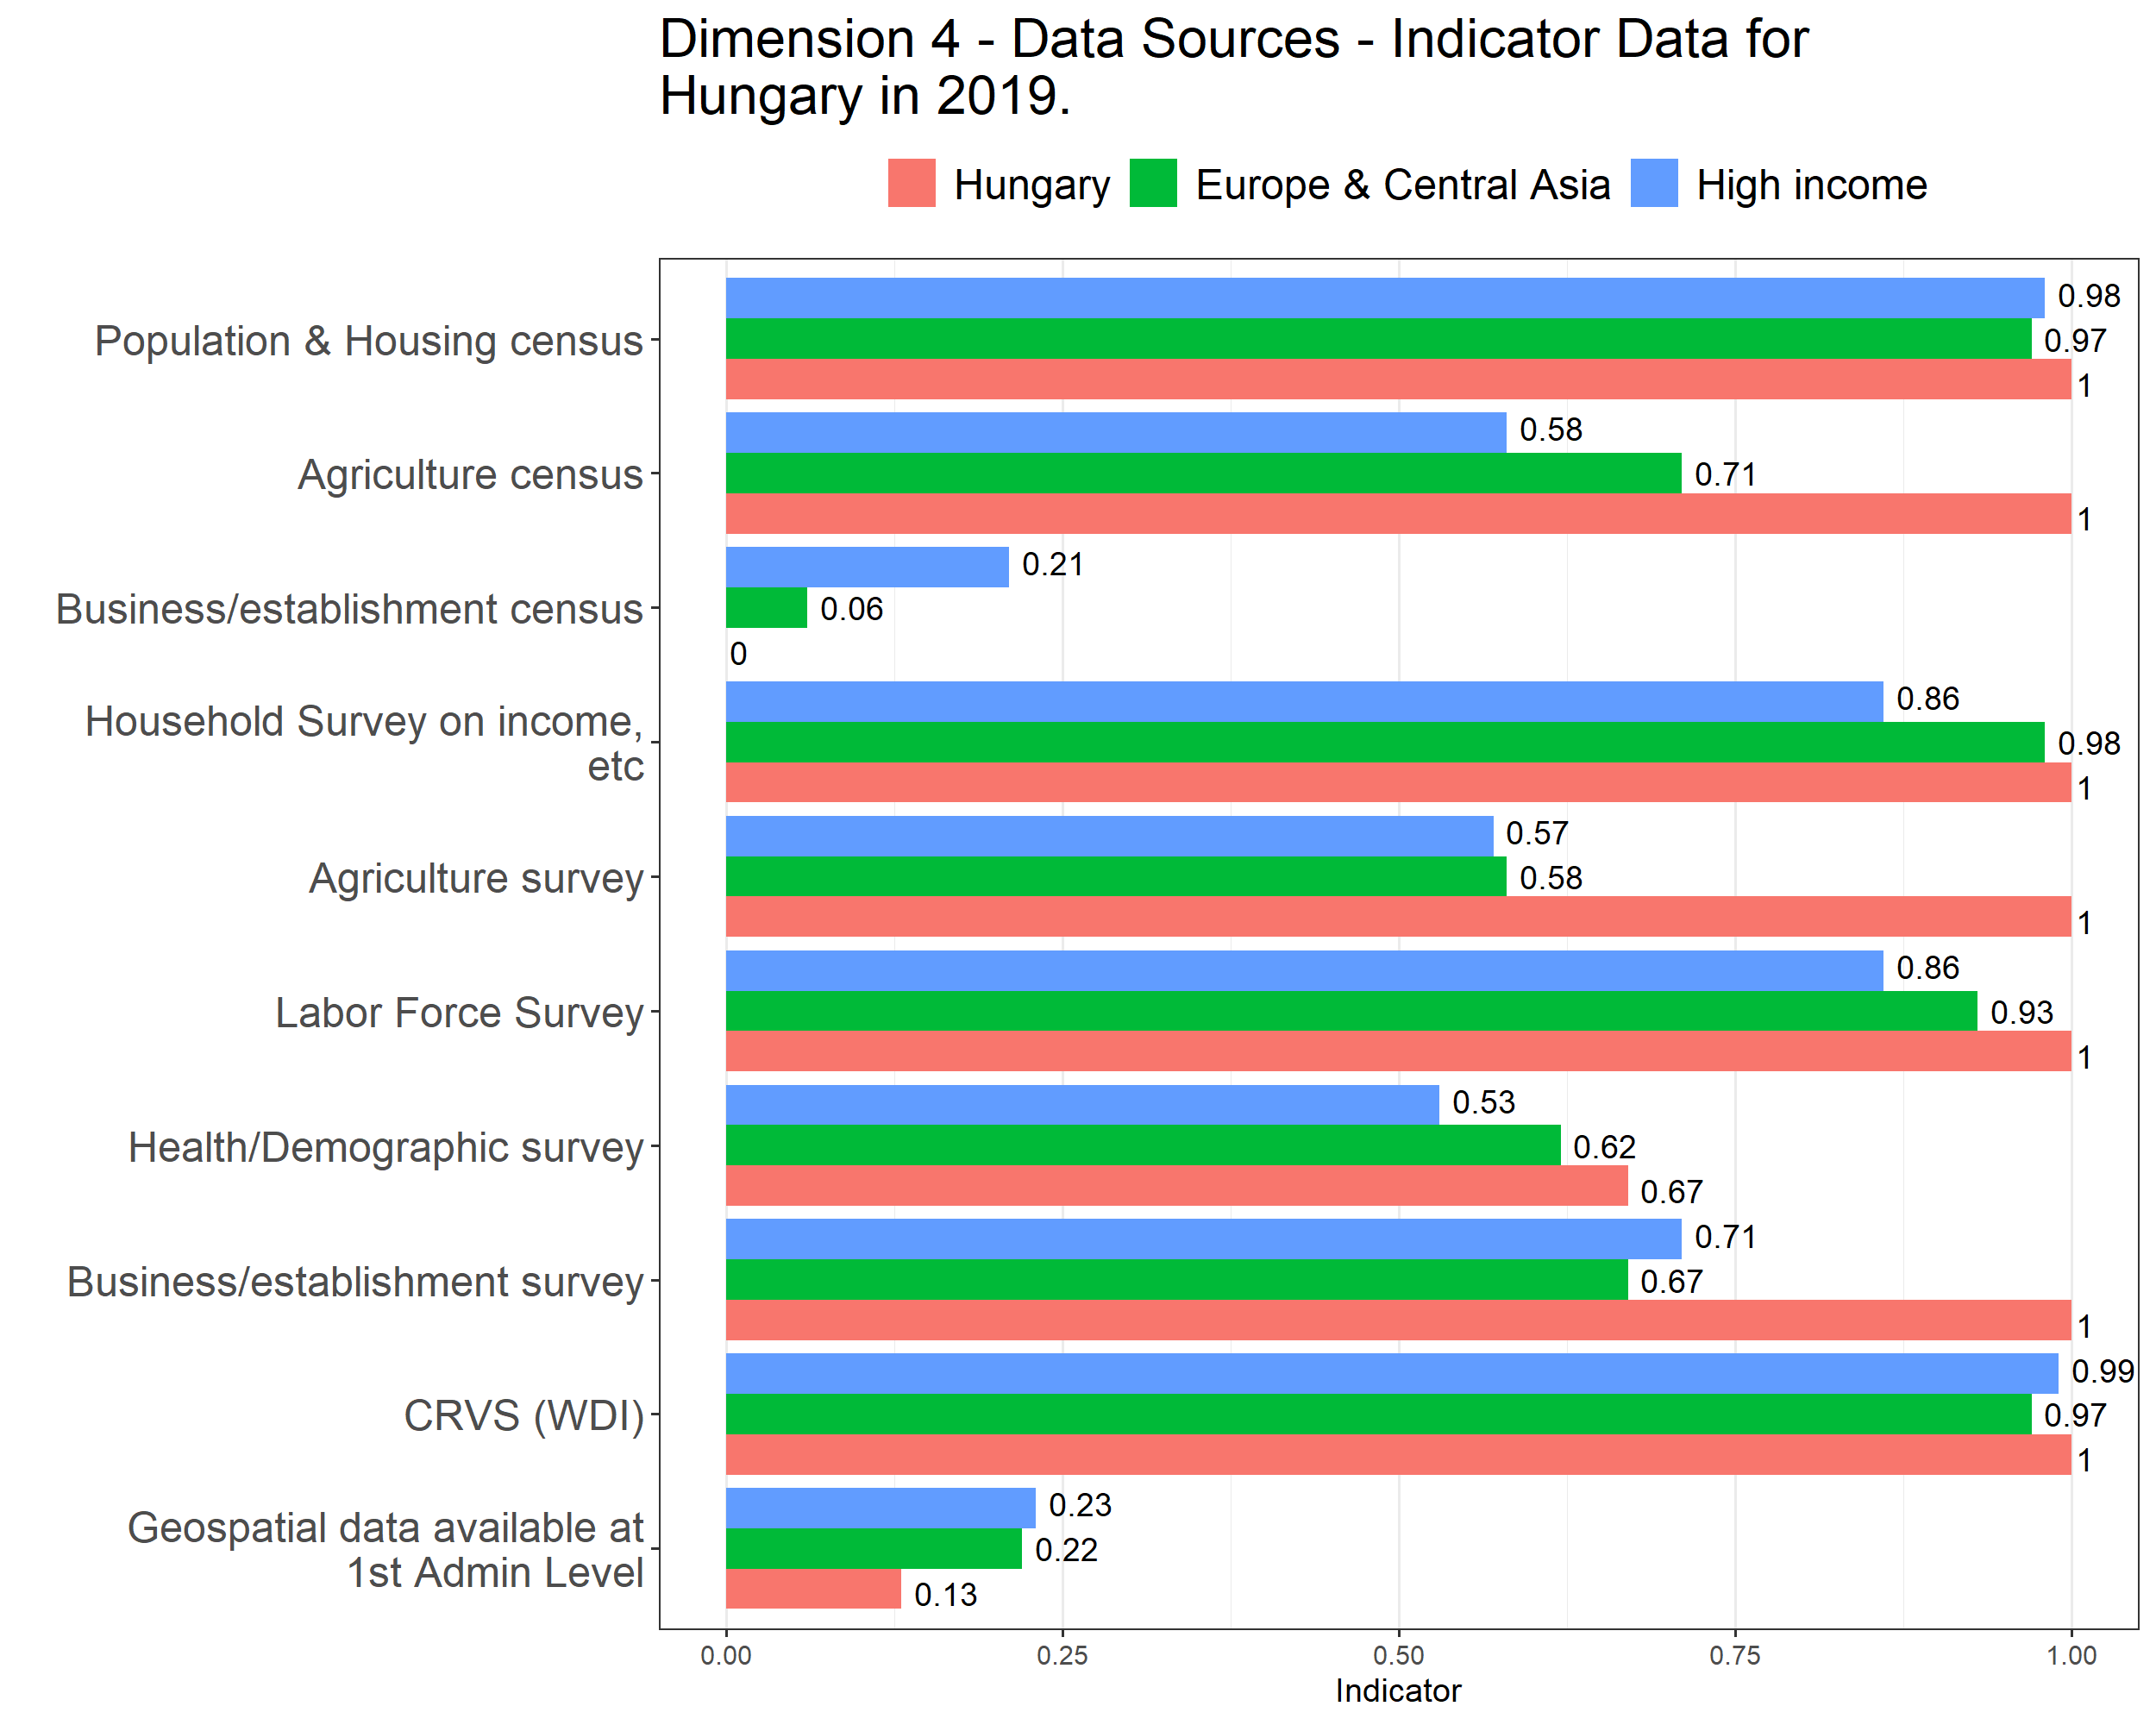 Dimension 4 - Data Sources - Indicator Data for
Hungary in 2019.
Hungary
Europe & Central Asia
High income
Population & Housing census
0.98
0.97
1
Agriculture census
0.58
0.71
1
Business/establishment census
0.21
0.06
0
Household Survey on income,
etc
0.86
0.98
1
Agriculture survey
0.57
0.58
1
Labor Force Survey
0.86
0.93
1
Health/Demographic survey
0.53
0.62
0.67
Business/establishment survey
0.71
0.67
1
CRVS (WDI)
0.99
0.97
1
Geospatial data available at
1st Admin Level
0.23
0.22
0.13
0.00
0.25
0.50
0.75
1.00
Indicator